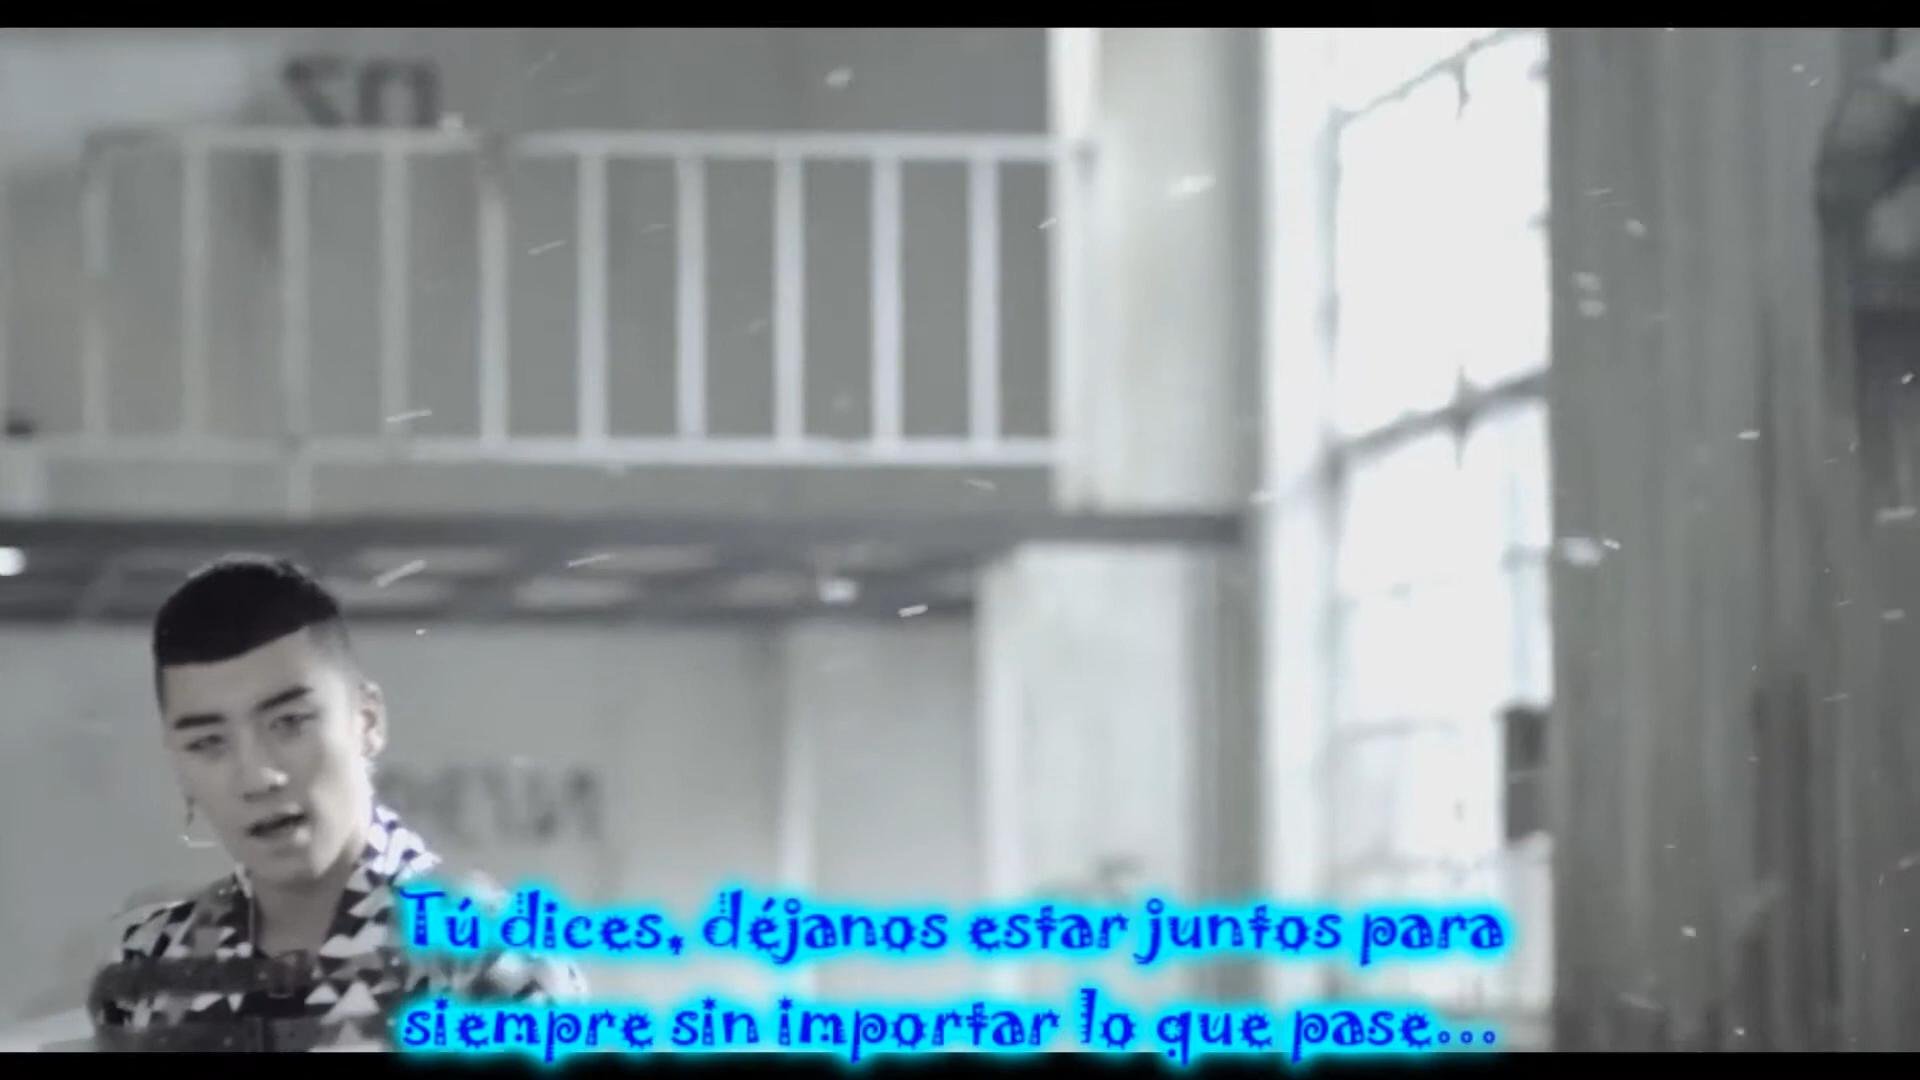 Tú dices, déjanos estar juntos para
siempre sin importar lo que pase...